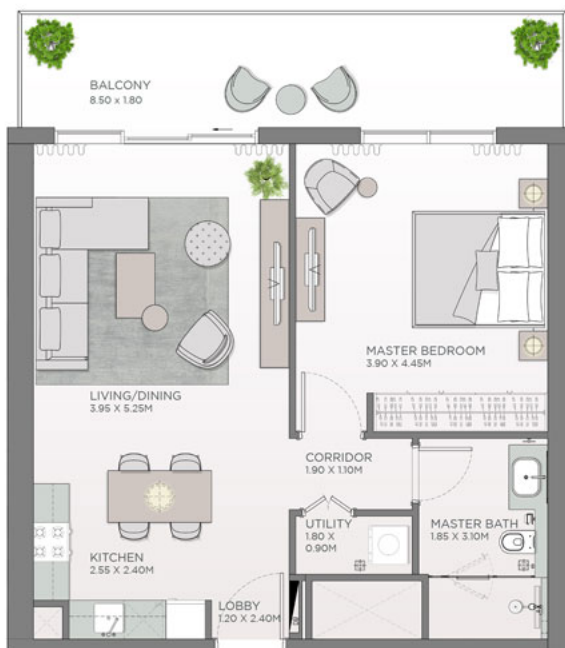 BALCONY
8.50 x 1.80
MASTER BEDROOM
3.90 X 4.45M
LIVING/DINING
3.95 X 5.25M
CORRIDOR
1.90 X 1.10M
UTILITY
1.80 X
0.90M
MASTER BATH
1.85 X 3.10M
KITCHEN
2.55 X 2.40M
LOBBY
1.20 X 2.40M